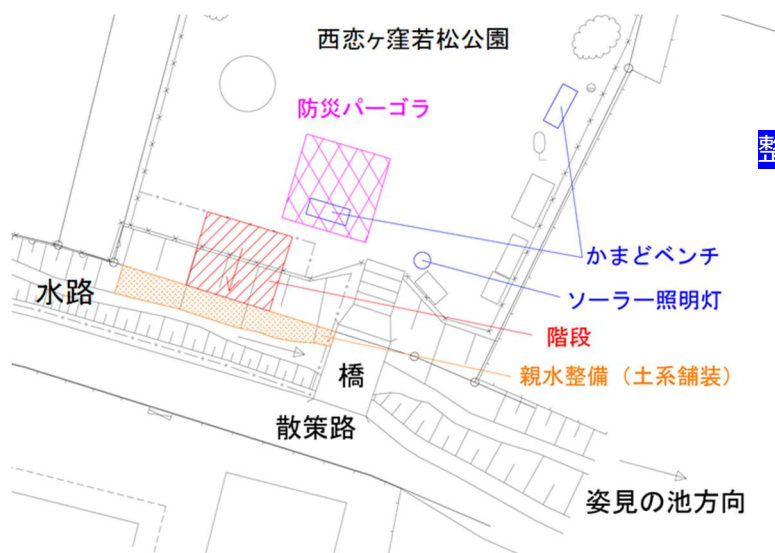 西恋ヶ窪若松公園
防災パーゴラ
整
かまどベンチ
水路
ソーラー照明灯
階段
親水整備（土系舗装）
橋
散策路
姿見の池方向